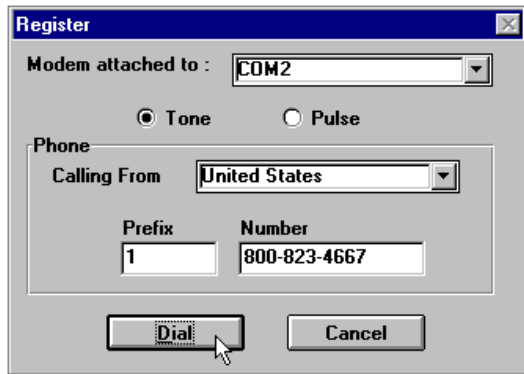 Register
Modem attached to : COM2
Tone Pulse
Phone
Calling From United States
Prefix Number
1 800-823-4667
Dial Cancel